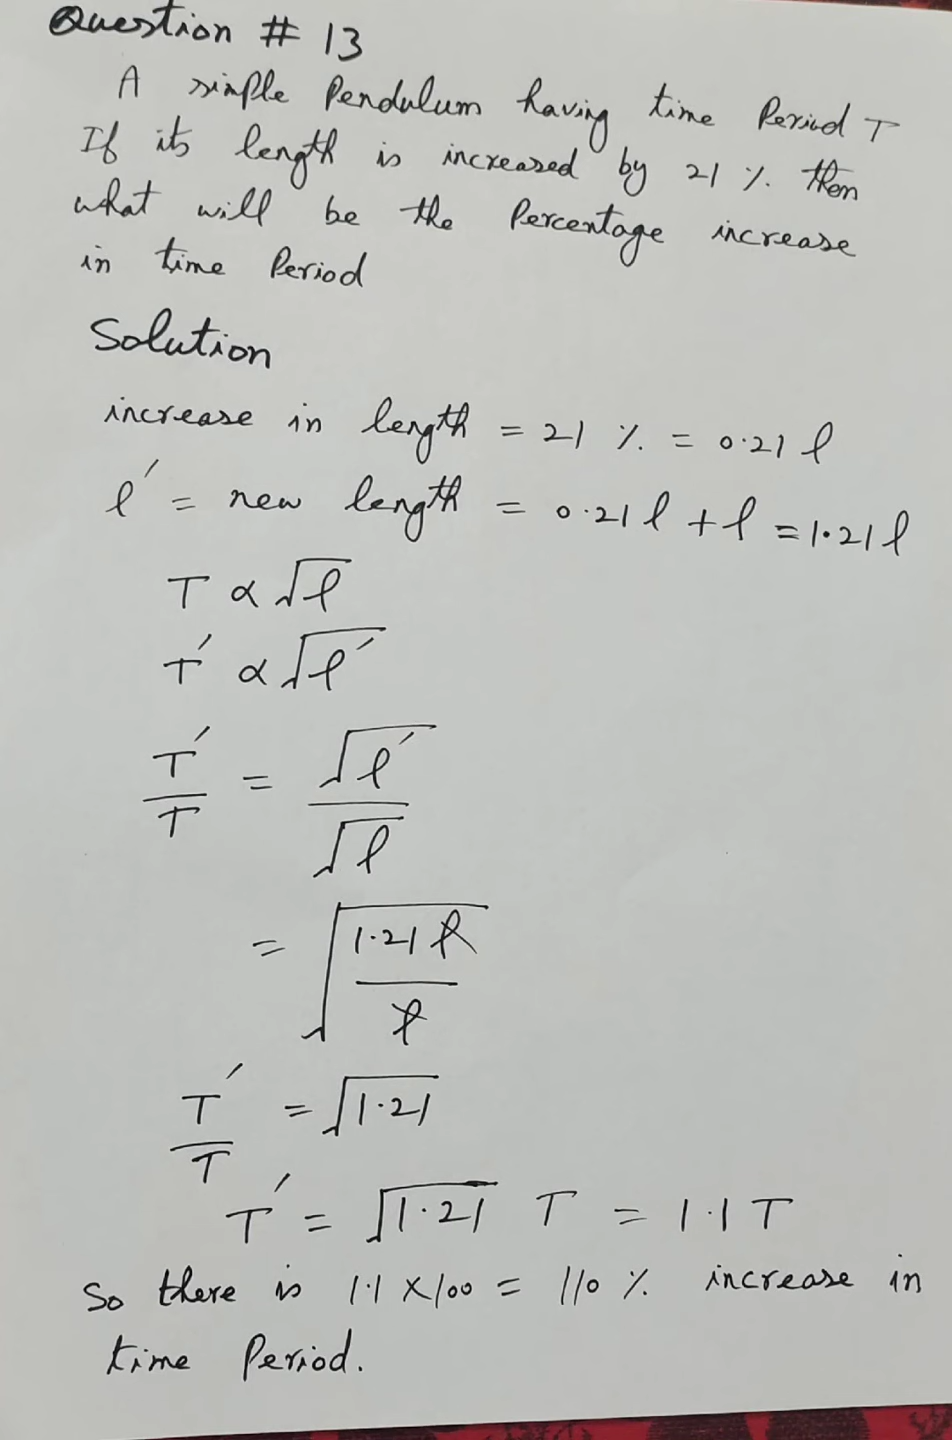 Question # 13
A simple Pendulum having time Period T
If its length is increased by 21 % then
what will be the Percentage increase
in time Period
Solution
increase in length = 21 % = 0.21 l
l′ = new length = 0.21 l + l = 1.21 l
T ∝ √l
T′ ∝ √l′
T′/T = √l′/√l
= √(1.21 l/l)
T′/T = √1.21
T′ = √1.21 T = 1.1 T
So there is 1.1 × 100 = 110 % increase in
time Period.